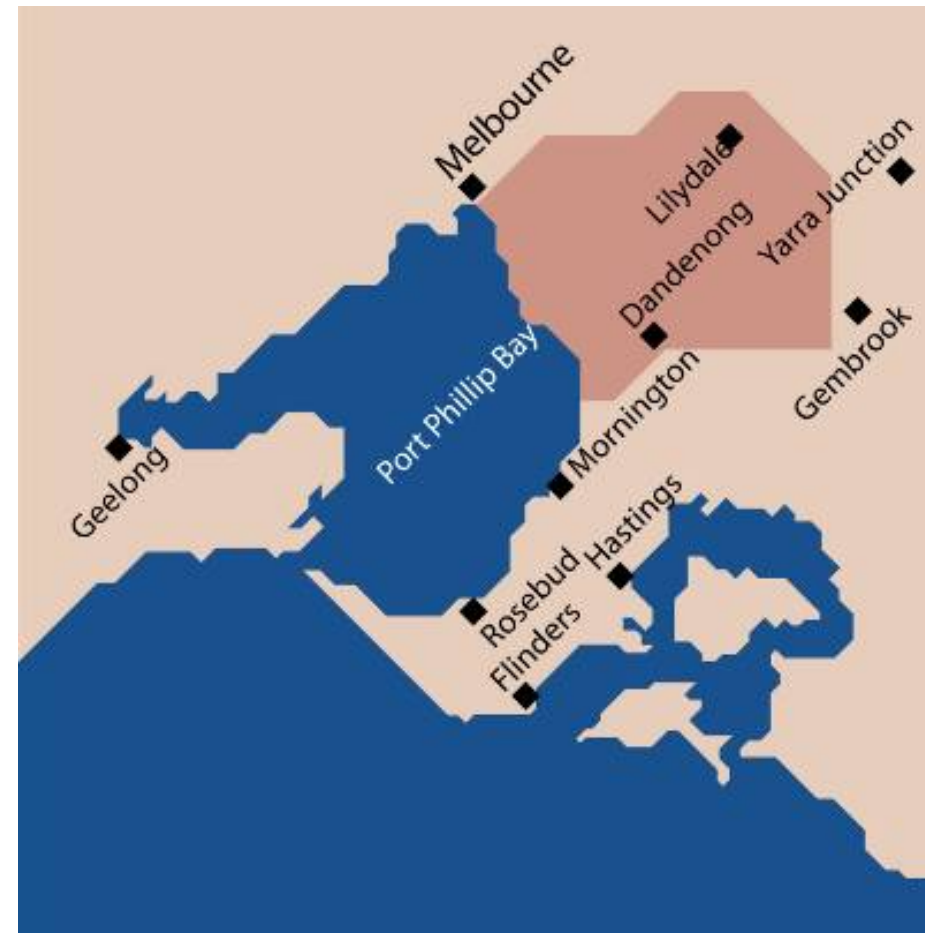 Melbourne
Lilydale
Yarra Junction
Dandenong
Port Phillip Bay
Gembrook
Mornington
Geelong
Hastings
Rosebud
Flinders